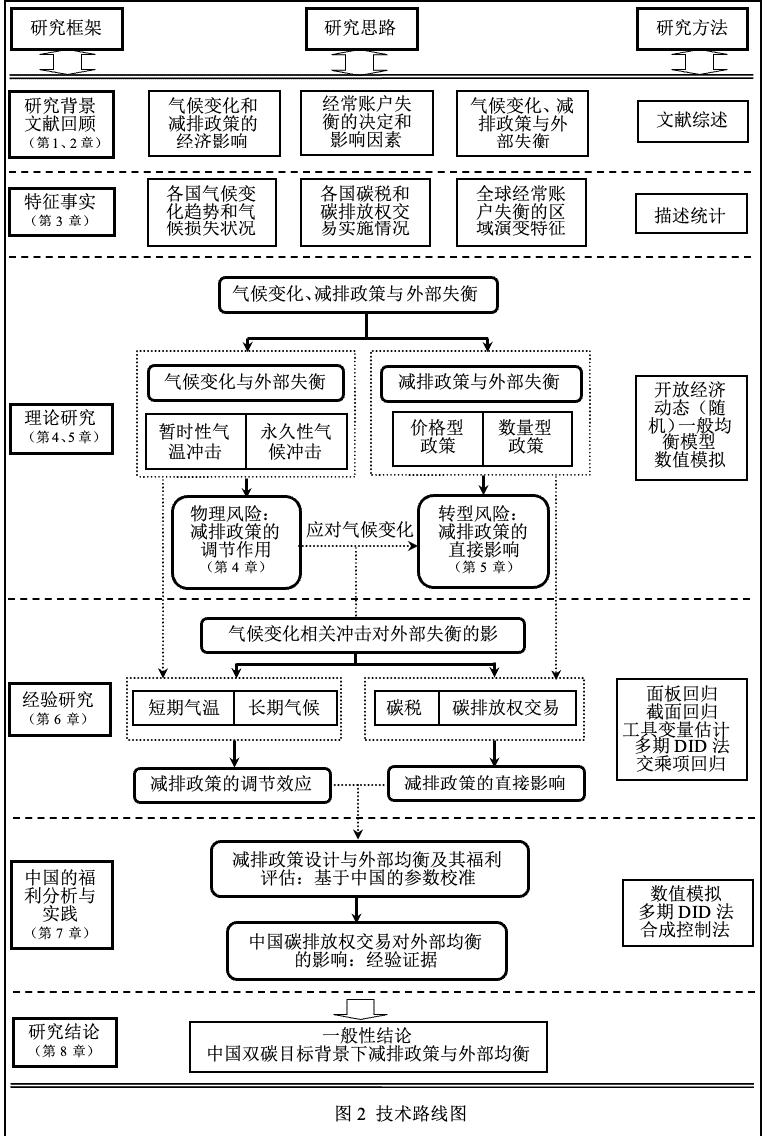 研究框架
研究思路
研究方法
研究背景
文献回顾
（第1、2章）
气候变化和
减排政策的
经济影响
经常账户失
衡的决定和
影响因素
气候变化、减
排政策与外
部失衡
文献综述
特征事实
（第 3 章）
各国气候变
化趋势和气
候损失状况
各国碳税和
碳排放权交
易实施情况
全球经常账
户失衡的区
域演变特征
描述统计
气候变化、减排政策与外部失衡
理论研究
（第4、5章）
气候变化与外部失衡
暂时性气
温冲击
永久性气
候冲击
减排政策与外部失衡
价格型
政策
数量型
政策
物理风险：
减排政策的
调节作用
（第 4 章）
应对气候变化
转型风险：
减排政策的
直接影响
（第 5 章）
开放经济
动态（随
机）一般均
衡模型
数值模拟
气候变化相关冲击对外部失衡的影
经验研究
（第 6 章）
短期气温
长期气候
碳税
碳排放权交易
减排政策的调节效应
减排政策的直接影响
面板回归
截面回归
工具变量估计
多期 DID 法
交乘项回归
中国的福
利分析与
实践
（第 7 章）
减排政策设计与外部均衡及其福利
评估：基于中国的参数校准
中国碳排放权交易对外部均衡
的影响：经验证据
数值模拟
多期 DID 法
合成控制法
研究结论
（第 8 章）
一般性结论
中国双碳目标背景下减排政策与外部均衡
图 2 技术路线图